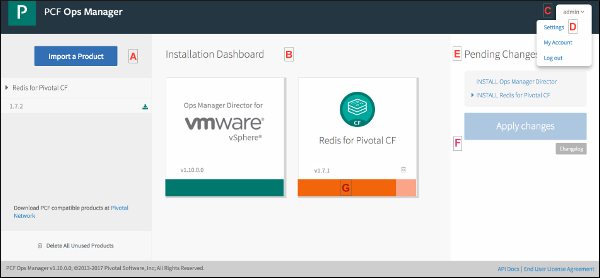 P PCF Ops Manager
C admin
Settings D
My Account
Log out
Import a Product A
Installation Dashboard B
E Pending Changes
Redis for Pivotal CF
1.7.2
Ops Manager Director for
vmware®
vSphere®
v1.10.0.0
CF
Redis for Pivotal CF
v1.7.1
G
INSTALL Ops Manager Director
INSTALL Redis for Pivotal CF
Apply changes
F
Changelog
Download PCF compatible products at Pivotal
Network
Delete All Unused Products
PCF Ops Manager v1.10.0.0; ©2013-2017 Pivotal Software, Inc; All Rights Reserved.
API Docs | End User License Agreement